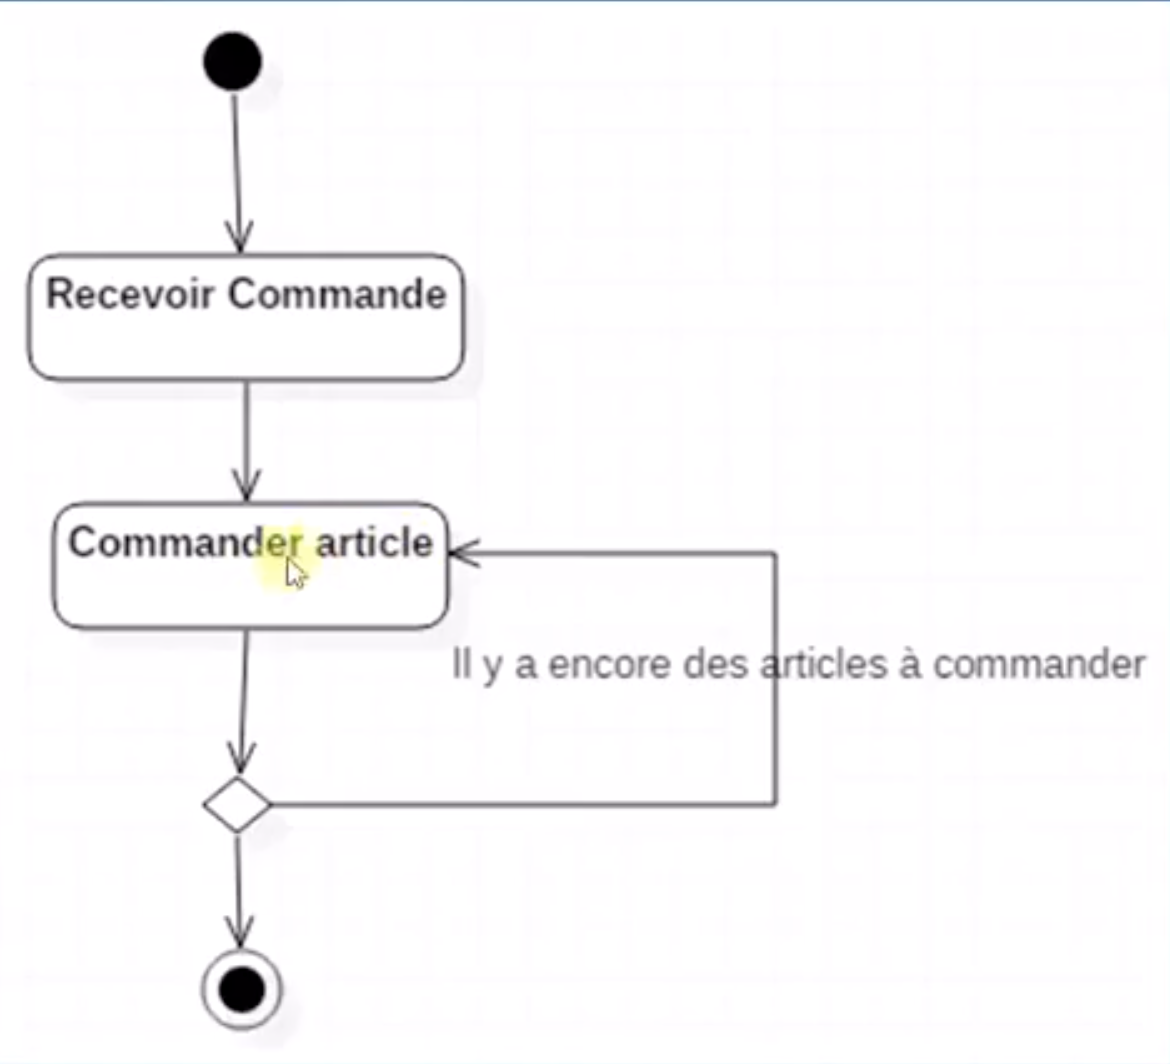 Recevoir Commande
Commander article
Il y a encore des articles à commander